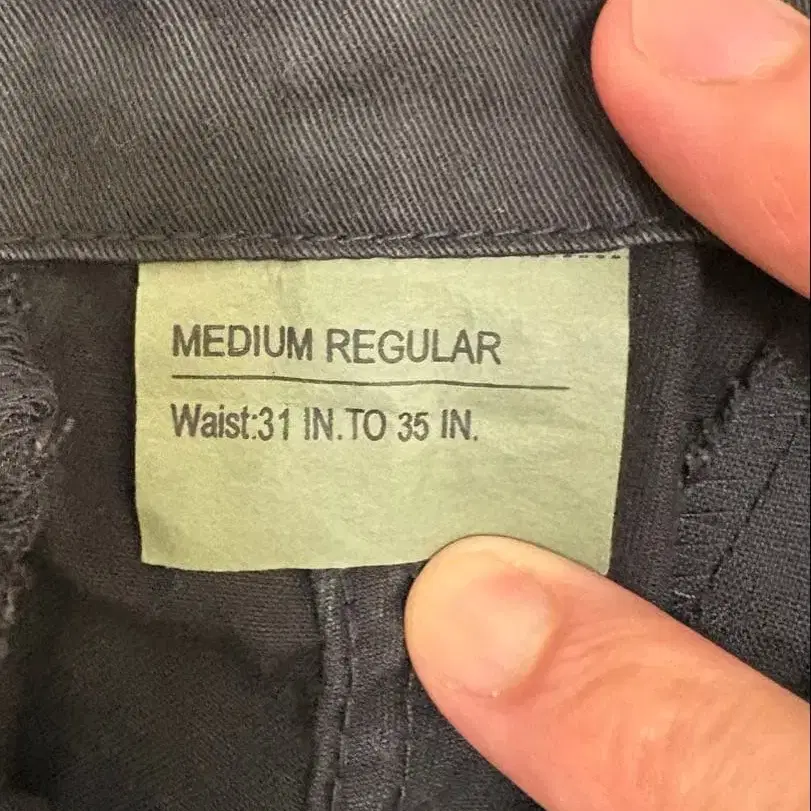 MEDIUM REGULAR
Waist:31 IN.TO 35 IN.